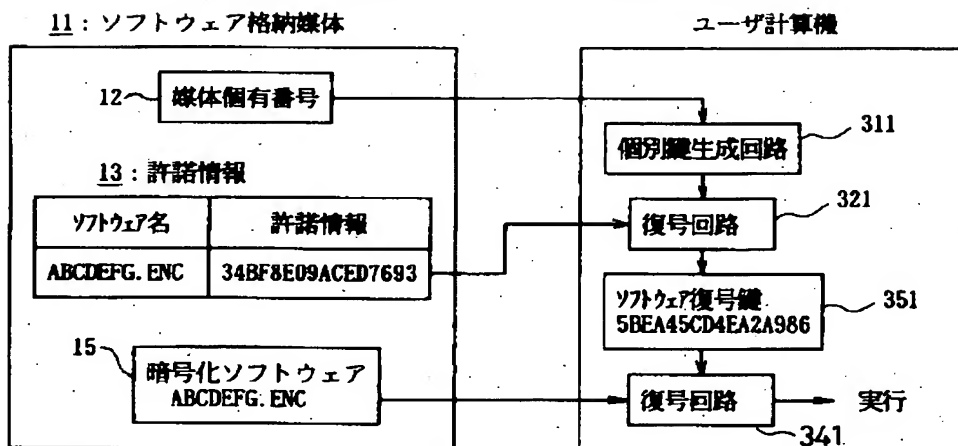 11：ソフトウェア格納媒体
ユーザ計算機
12
媒体個有番号
311
個別鍵生成回路
13：許諾情報
ソフトウェア名
許諾情報
321
復号回路
ABCDEFG.ENC
34BF8E09ACED7693
ソフトウェア復号鍵
5BEA45CD4EA2A986
351
15
暗号化ソフトウェア
ABCDEFG.ENC
復号回路
実行
341